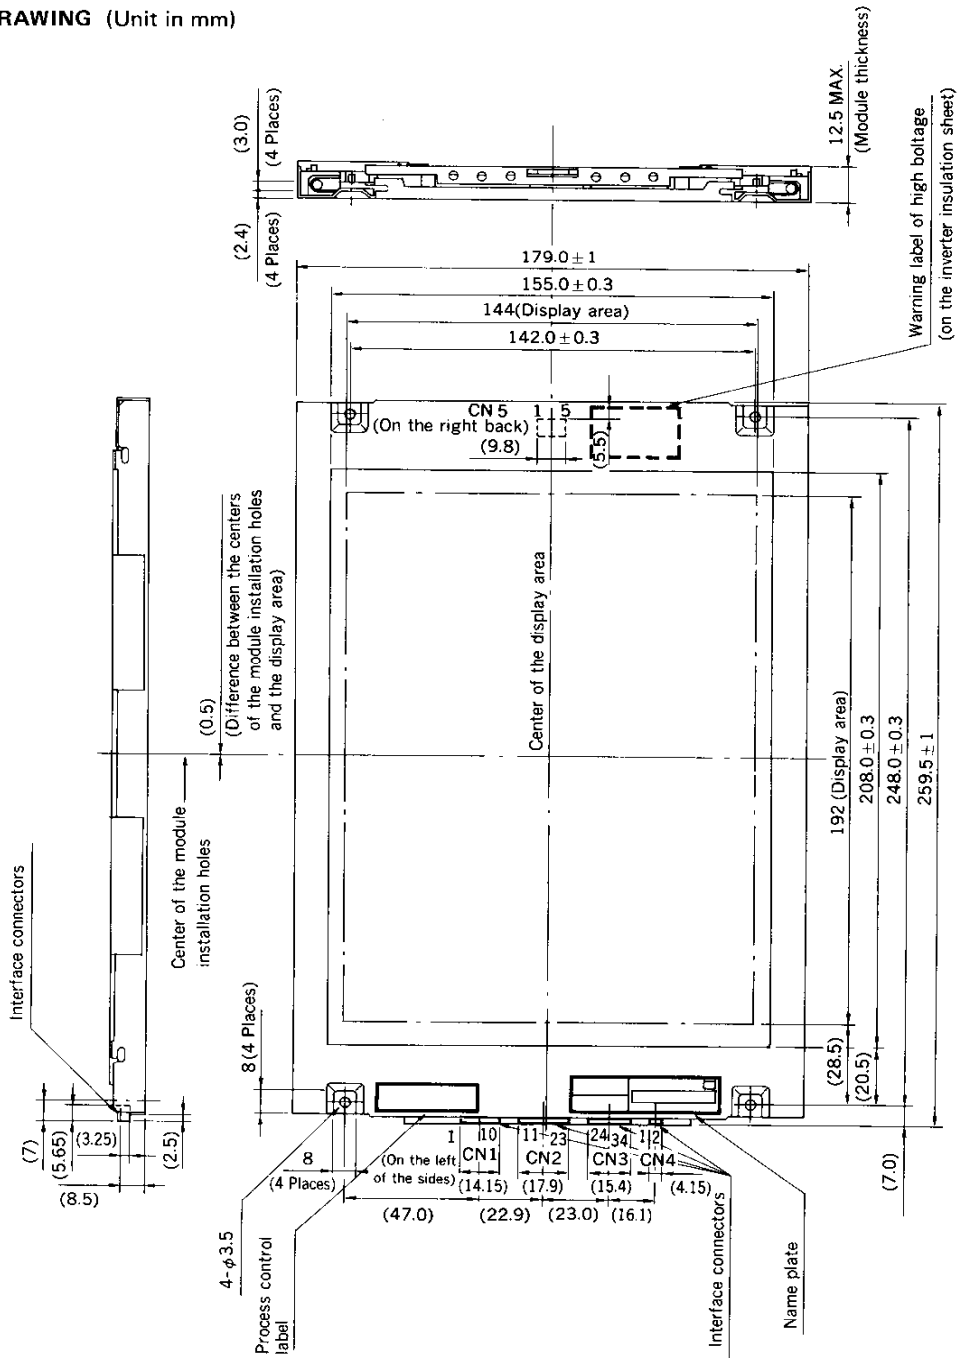 RAWING (Unit in mm)
(3.0)
(4 Places)
(2.4)
(4 Places)
12.5 MAX.
(Module thickness)
Warning label of high boltage
(on the inverter insulation sheet)
179.0±1
155.0±0.3
144(Display area)
142.0±0.3
CN 5 1 5
(On the right back)
(9.8)
(5.5)
(0.5)
(Difference between the centers
of the module installation holes
and the display area)
Center of the display area
Center of the module
installation holes
Interface connectors
192 (Display area)
208.0±0.3
248.0±0.3
259.5±1
8(4 Places)
(28.5)
(20.5)
(7.0)
(7)
(5.65)
(3.25)
(2.5)
(8.5)
1 10 11 23 24 34 1 2
CN1 CN2 CN3 CN4
8
(4 Places)
(On the left
of the sides)
(14.15) (17.9) (15.4) (4.15)
(47.0) (22.9) (23.0) (16.1)
4-φ3.5
Process control
label
Interface connectors
Name plate